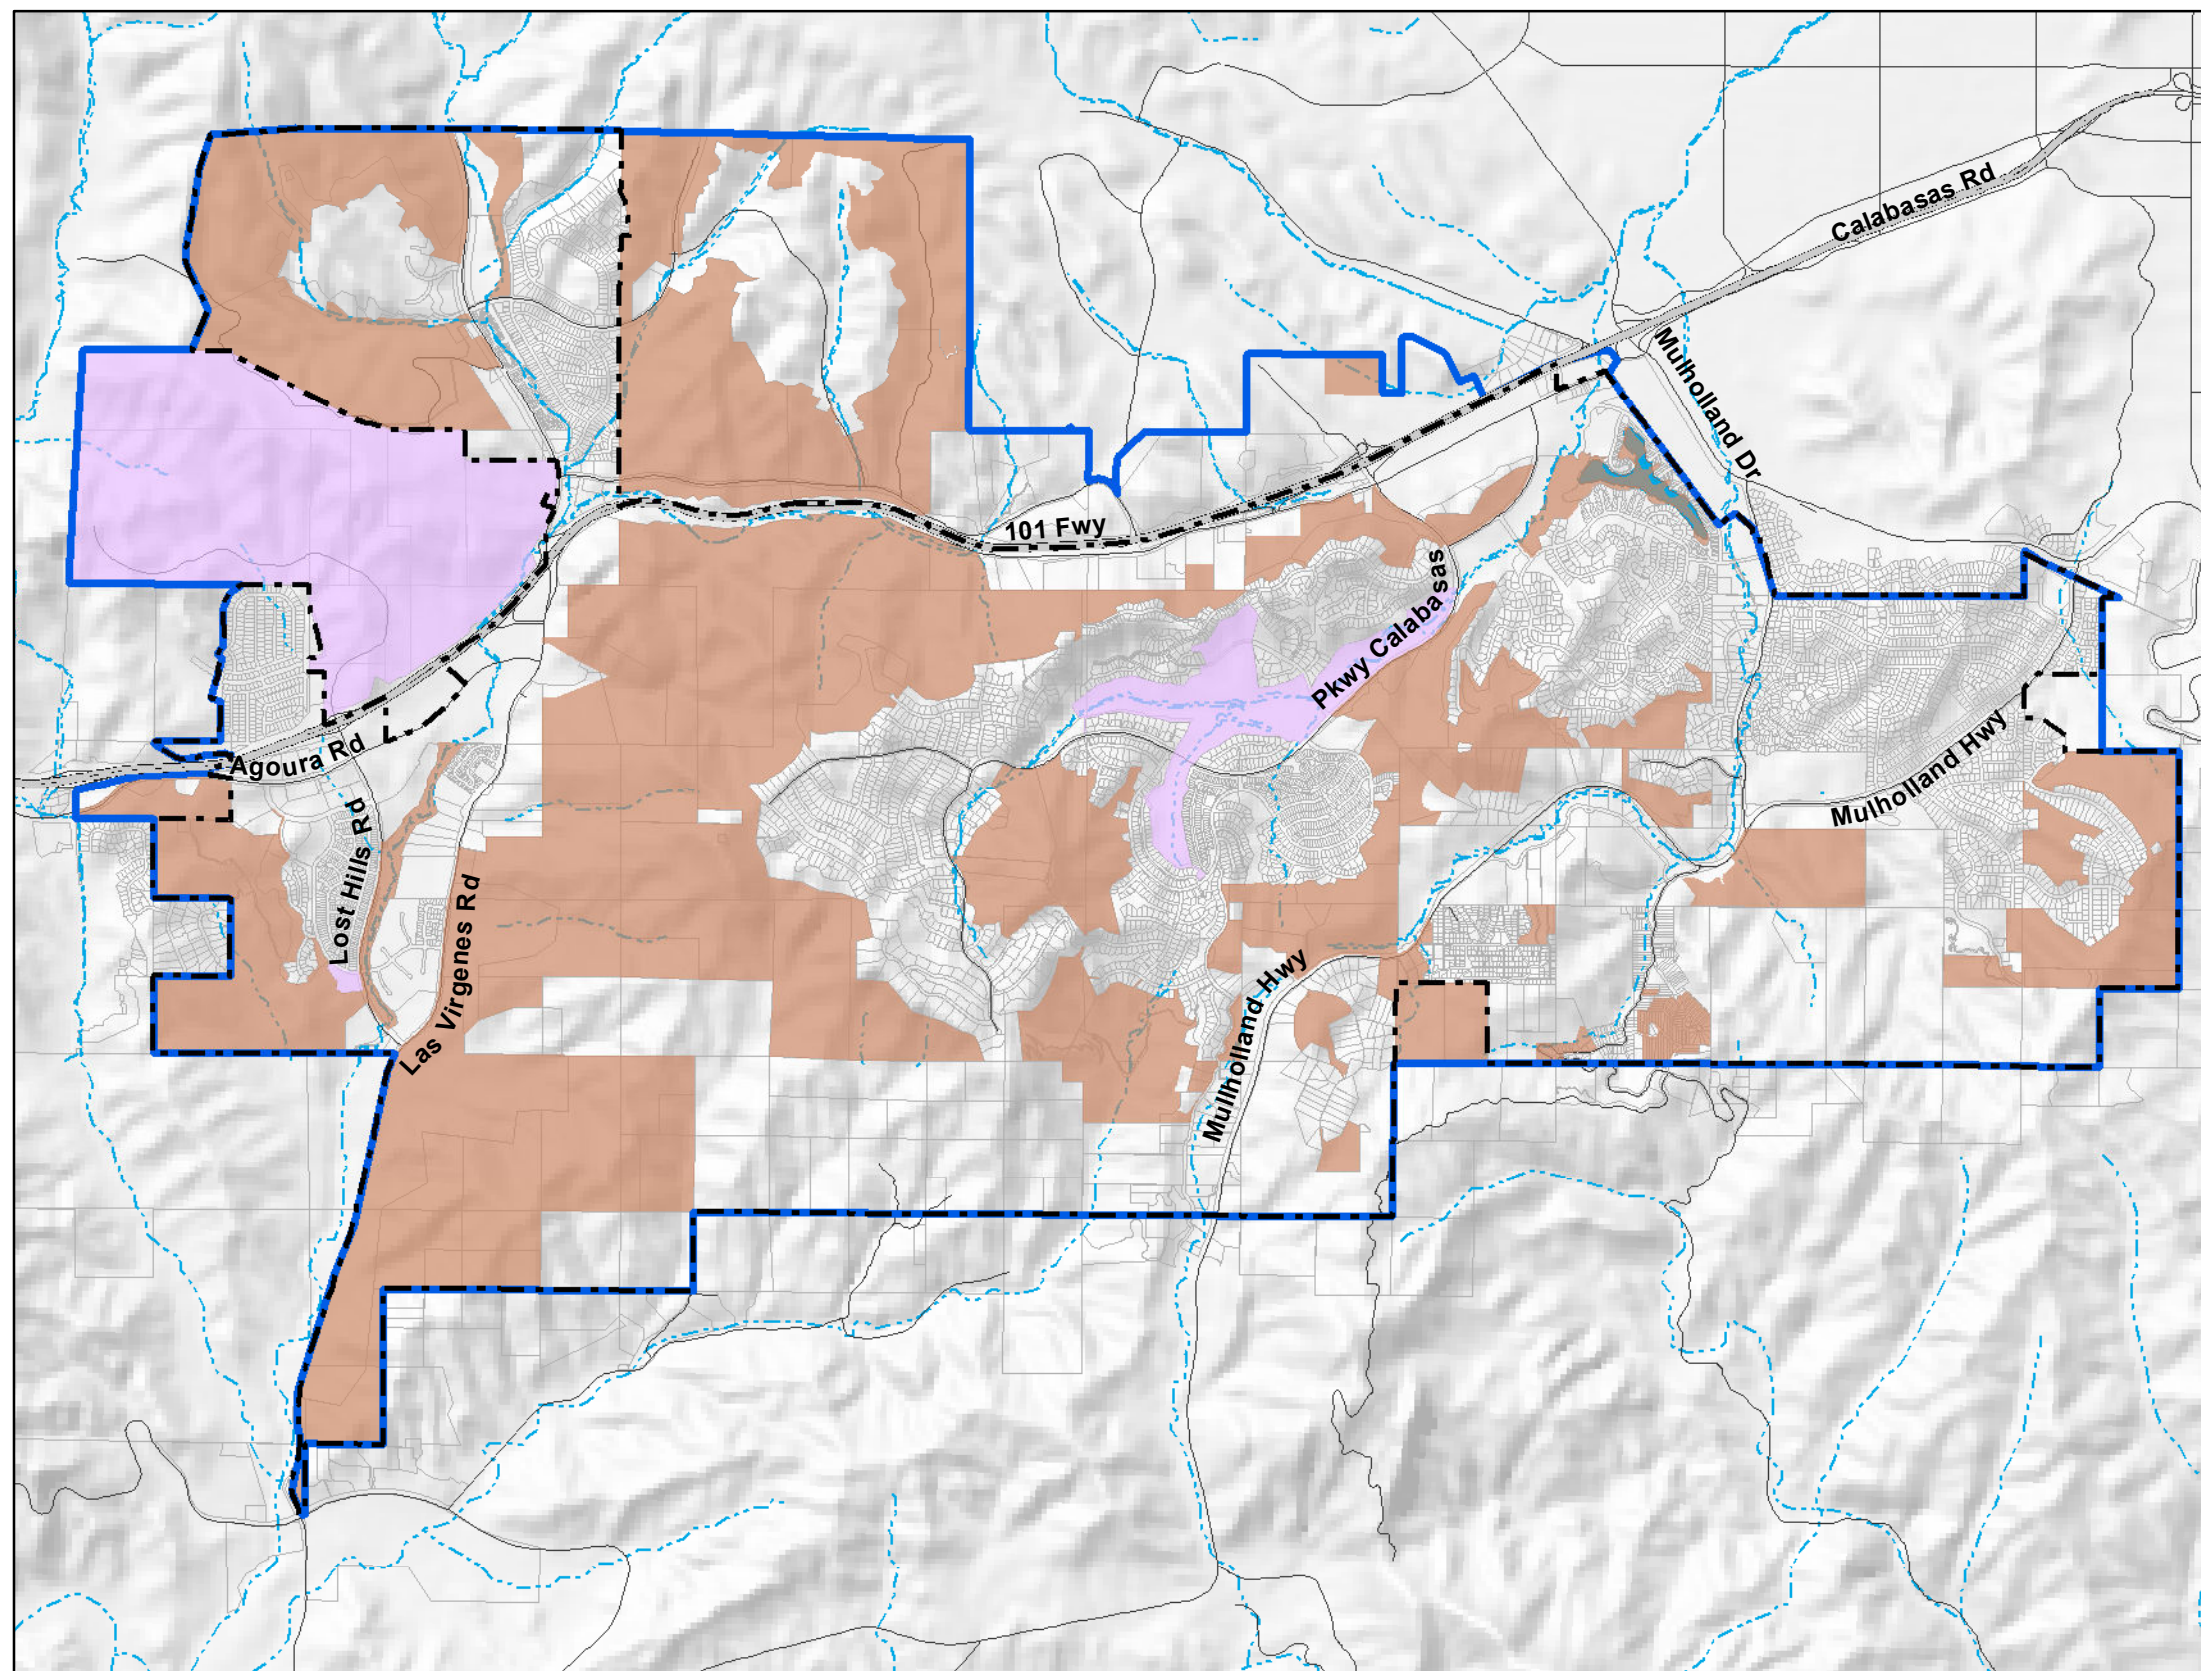 Calabasas Rd
Mulholland Dr
101 Fwy
Pkwy Calabasas
Agoura Rd
Mulholland Hwy
Lost Hills Rd
Las Virgenes Rd
Mullholland Hwy